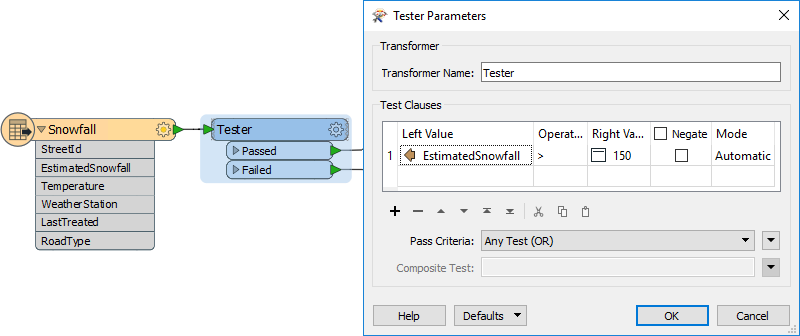 Snowfall
StreetId
EstimatedSnowfall
Temperature
WeatherStation
LastTreated
RoadType
Tester
Passed
Failed
Tester Parameters
Transformer
Transformer Name: Tester
Test Clauses
Left Value Operat... Right Va... Negate Mode
1 EstimatedSnowfall > 150 Automatic
Pass Criteria: Any Test (OR)
Composite Test:
Help Defaults OK Cancel